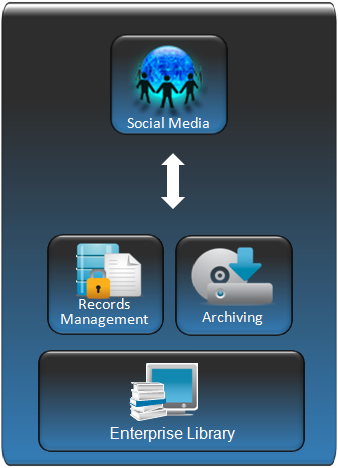 Social Media
Records
Management
Archiving
Enterprise Library